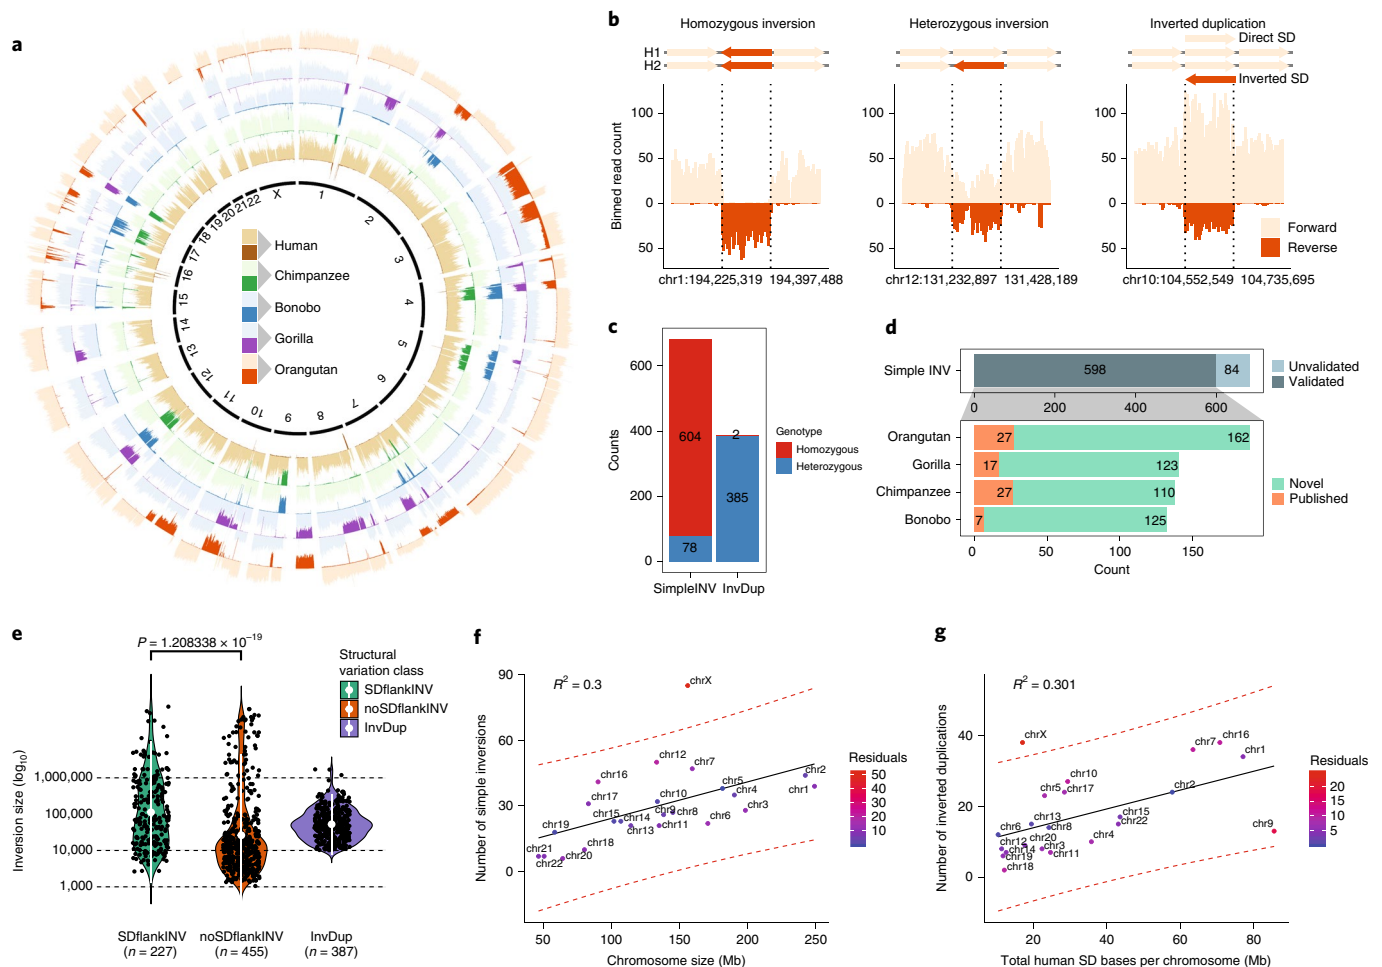 a
1
2
3
4
5
6
7
8
9
10
11
12
13
14
15
16
17
18
19
20
21
22
X
Human
Chimpanzee
Bonobo
Gorilla
Orangutan
b
Homozygous inversion
Heterozygous inversion
Inverted duplication
Direct SD
Inverted SD
H1
H2
Binned read count
100
50
0
50
100
50
0
50
100
50
0
50
Forward
Reverse
chr1:194,225,319 194,397,488
chr12:131,232,897 131,428,189
chr10:104,552,549 104,735,695
c
Counts
600
400
200
0
604
78
2
385
SimpleINV InvDup
Genotype
Homozygous
Heterozygous
d
Simple INV
598 84
Unvalidated
Validated
0 200 400 600
Orangutan 27 162
Gorilla 17 123
Chimpanzee 27 110
Bonobo 7 125
Novel
Published
0 50 100 150
Count
e
P = 1.208338 × 10⁻¹⁹
Structural
variation class
SDflankINV
noSDflankINV
InvDup
Inversion size (log₁₀)
1,000,000
100,000
10,000
1,000
SDflankINV
(n = 227)
noSDflankINV
(n = 455)
InvDup
(n = 387)
f
R² = 0.3
Number of simple inversions
90
60
30
0
chrX
chr12
chr7
chr16
chr5
chr2
chr1
chr17
chr10
chr4
chr3
chr15
chr9
chr8
chr6
chr19
chr13
chr11
chr18
chr21
chr20
chr22
50 100 150 200 250
Chromosome size (Mb)
Residuals
50
40
30
20
10
g
R² = 0.301
Number of inverted duplications
40
20
0
chrX
chr16
chr7
chr1
chr10
chr5
chr17
chr2
chr15
chr22
chr13
chr6
chr8
chr9
chr4
chr12
chr20
chr14
chr3
chr19
chr11
chr18
20 40 60 80
Total human SD bases per chromosome (Mb)
Residuals
20
15
10
5